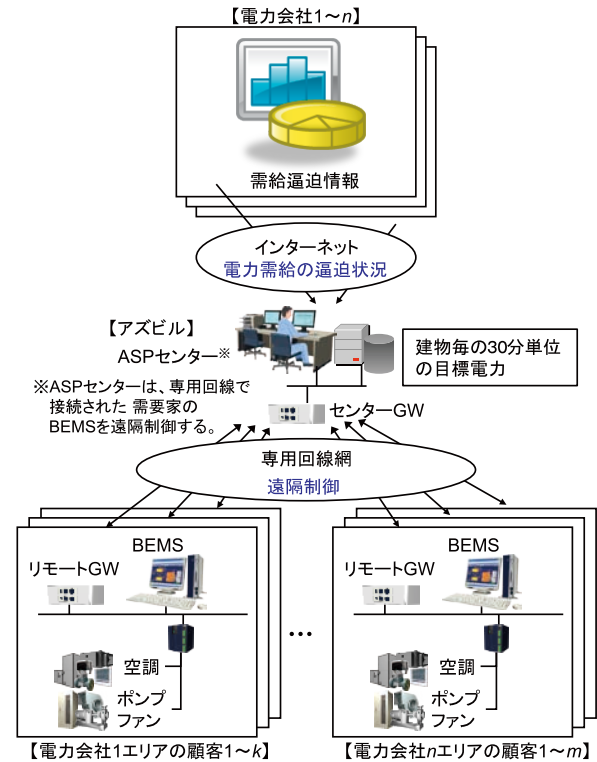 【電力会社1～n】
需給逼迫情報
インターネット
電力需給の逼迫状況
【アズビル】
ASPセンター※
※ASPセンターは、専用回線で
接続された 需要家の
BEMSを遠隔制御する。
建物毎の30分単位
の目標電力
センターGW
専用回線網
遠隔制御
BEMS
リモートGW
空調
ポンプ
ファン
【電力会社1エリアの顧客1～k】
…
BEMS
リモートGW
空調
ポンプ
ファン
【電力会社nエリアの顧客1～m】